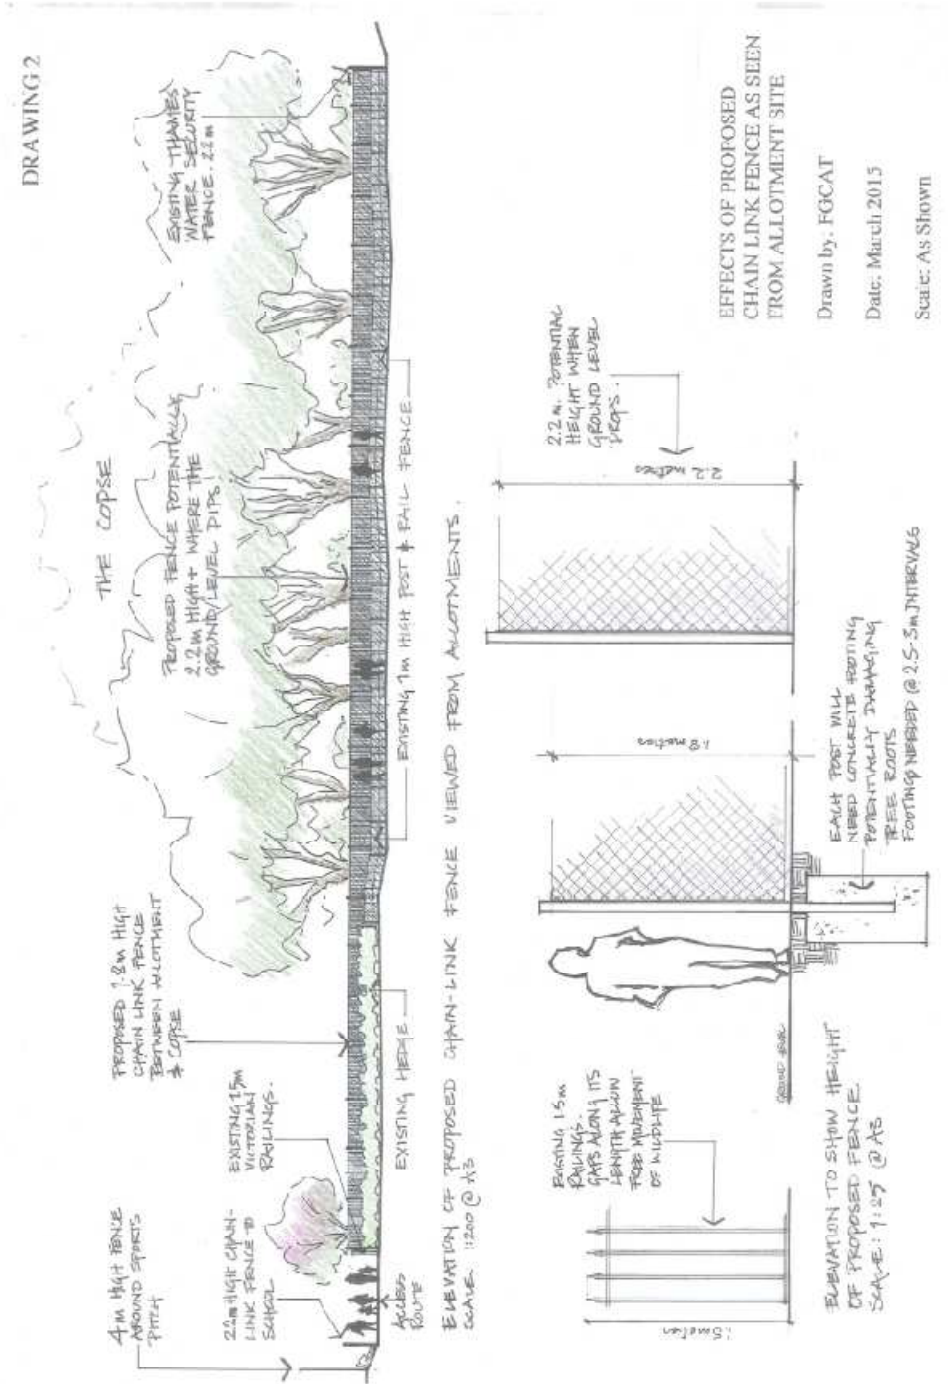 DRAWING 2
4M HIGH FENCE
AROUND SPORTS
PITCH
2.2m HIGH CHAIN-
LINK FENCE TO
SCHOOL
EXISTING 1.5m
VICTORIAN
RAILINGS.
PROPOSED 1.8m HIGH
CHAIN LINK FENCE
BETWEEN ALLOTMENT
& COPSE
THE COPSE
PROPOSED FENCE POTENTIALLY
2.2m HIGH + WHERE THE
GROUND LEVEL DIPS!
EXISTING THAMES
WATER SECURITY
FENCE. 2.2m
ACCESS
ROUTE
EXISTING HEDGE
EXISTING 1m HIGH POST & RAIL FENCE
ELEVATION OF PROPOSED CHAIN-LINK FENCE VIEWED FROM ALLOTMENTS.
SCALE 1:200 @ A3
1.5 metres
EXISTING 1.5m
RAILINGS.
GAPS ALONG ITS
LENGTH ALLOW
FREE MOVEMENT
OF WILDLIFE
GROUND LEVEL
1.8 metres
EACH POST WILL
NEED CONCRETE FOOTING
POTENTIALLY DAMAGING
TREE ROOTS
FOOTING NEEDED @ 2.5-3m INTERVALS
2.2 metres
2.2m. POTENTIAL
HEIGHT WHEN
GROUND LEVEL
DROPS.
ELEVATION TO SHOW HEIGHT
OF PROPOSED FENCE.
SCALE: 1:25 @ A3
EFFECTS OF PROPOSED
CHAIN LINK FENCE AS SEEN
FROM ALLOTMENT SITE
Drawn by. FGCAT
Date. March 2015
Scale: As Shown